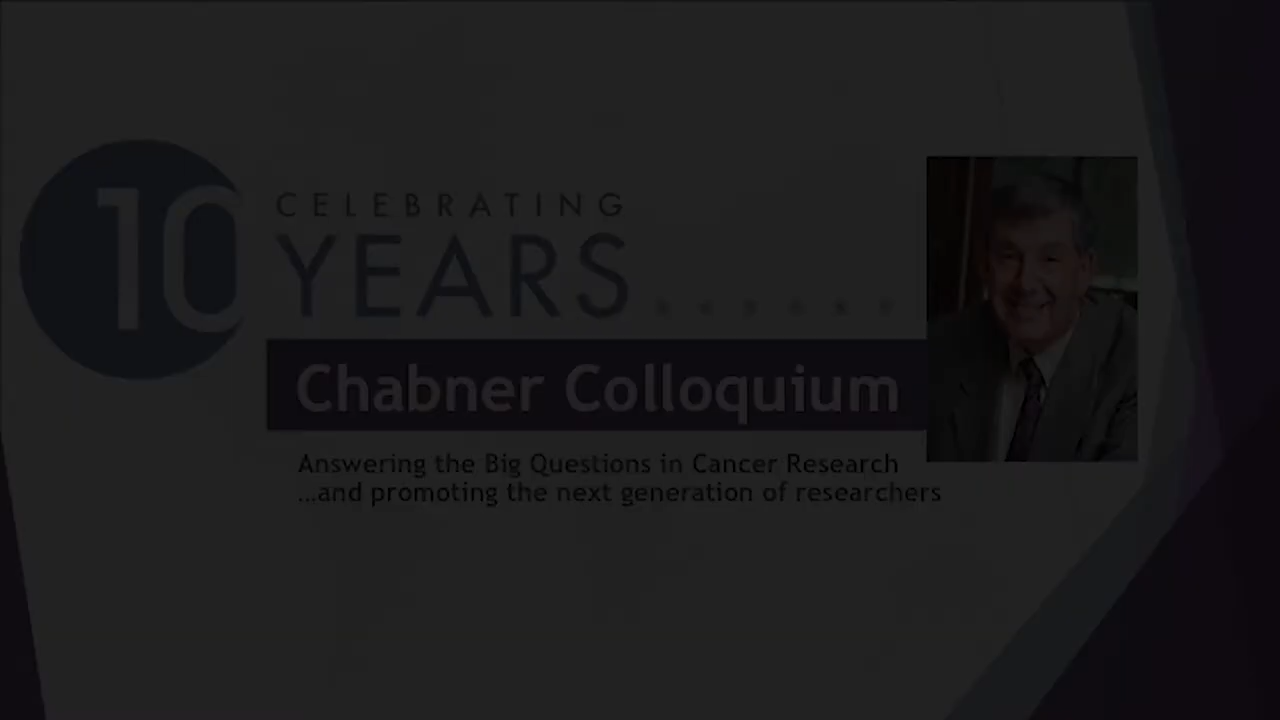 10
CELEBRATING
YEARS......
Chabner Colloquium
Answering the Big Questions in Cancer Research
...and promoting the next generation of researchers